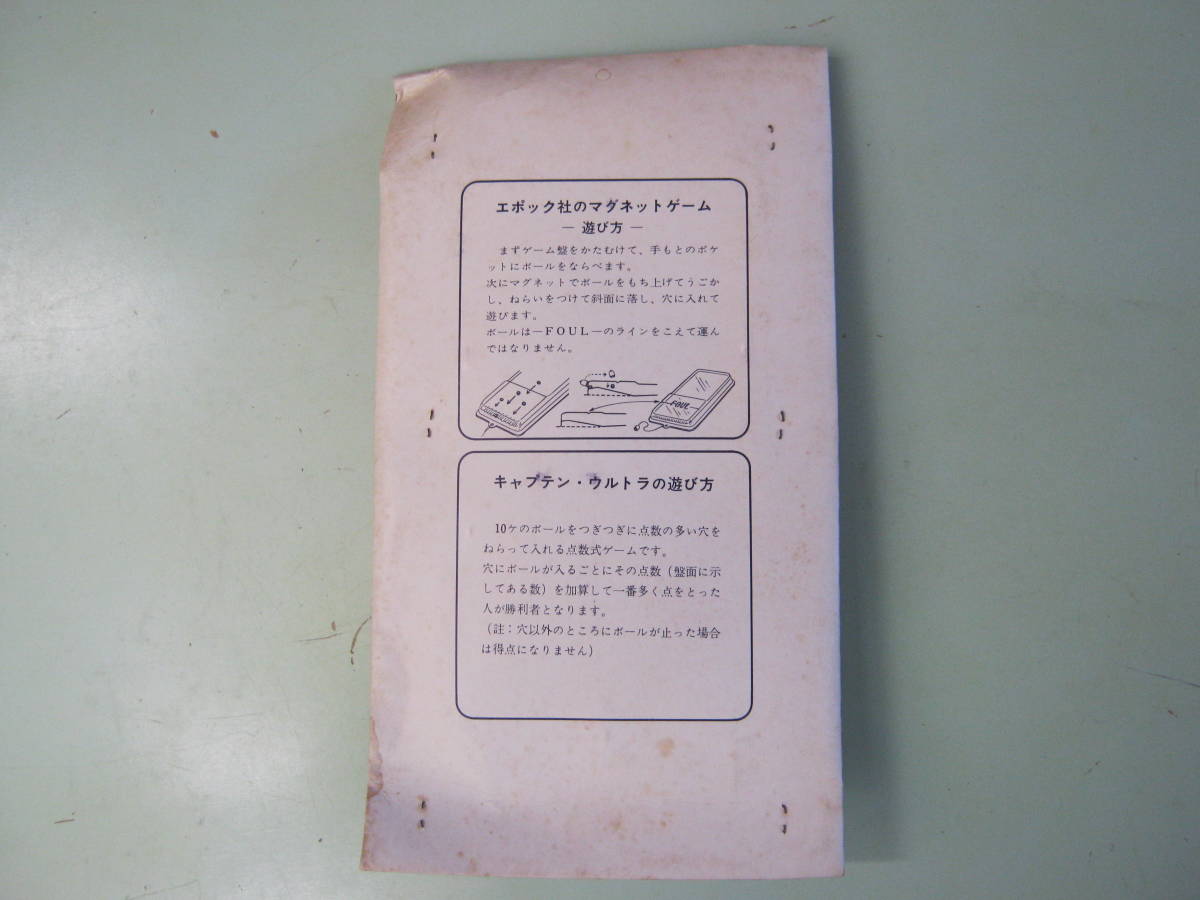 エポック社のマグネットゲーム
— 遊び方 —
まずゲーム盤をかたむけて、手もとのポケ
ットにボールをならべます。
次にマグネットでボールをもち上げてうごか
し、ねらいをつけて斜面に落し、穴に入れて
遊びます。
ボールは—FOUL—のラインをこえて運ん
ではなりません。
FOUL
キャプテン・ウルトラの遊び方
10ケのボールをつぎつぎに点数の多い穴を
ねらって入れる点数式ゲームです。
穴にボールが入るごとにその点数（盤面に示
してある数）を加算して一番多く点をとった
人が勝利者となります。
（註：穴以外のところにボールが止った場合
は得点になりません）